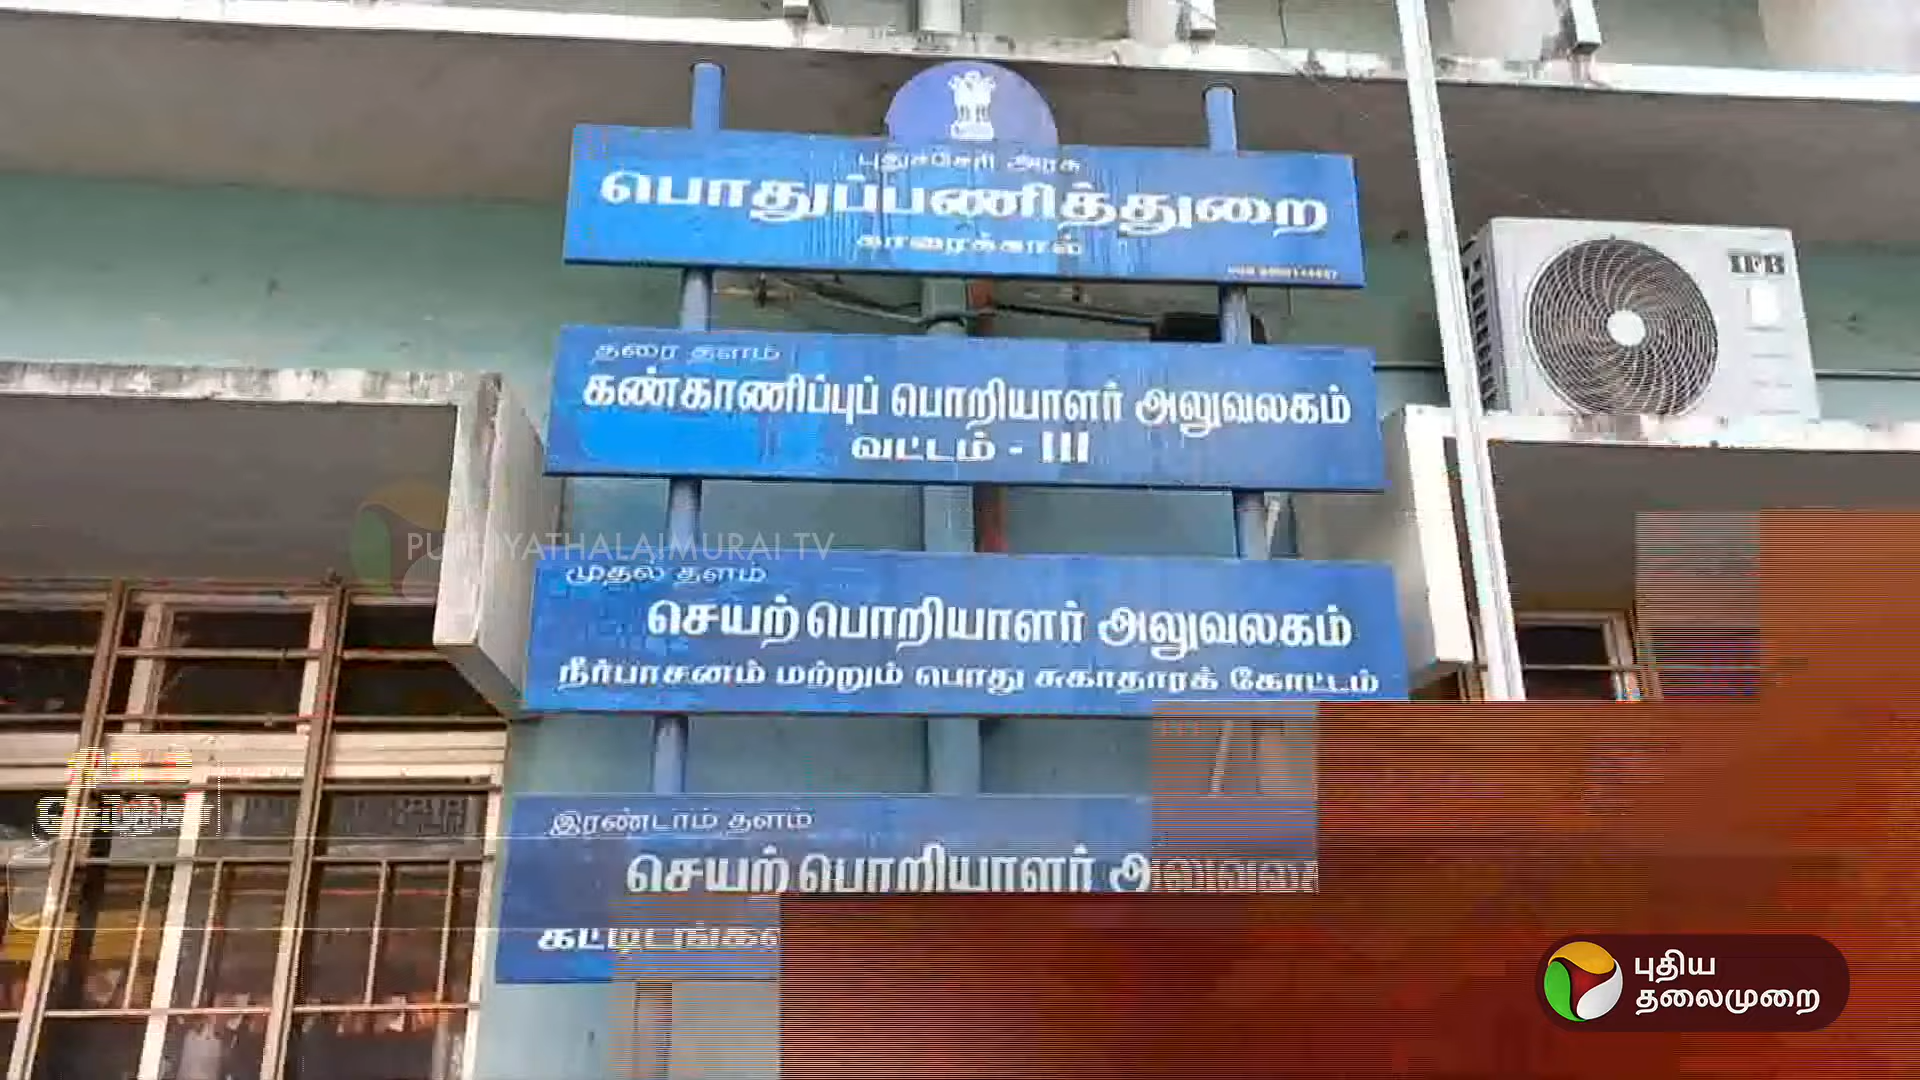 புதுச்சேரி அரசு
பொதுப்பணித்துறை
காரைக்கால்
தரை தளம்
கண்காணிப்புப் பொறியாளர் அலுவலகம்
வட்டம் - III
PUTHIYATHALAIMURAI TV
முதல் தளம்
செயற்பொறியாளர் அலுவலகம்
நீர்பாசனம் மற்றும் பொது சுகாதாரக் கோட்டம்
இரண்டாம் தளம்
செயற்பொறியாளர்
IFB
புதிய
தலைமுறை